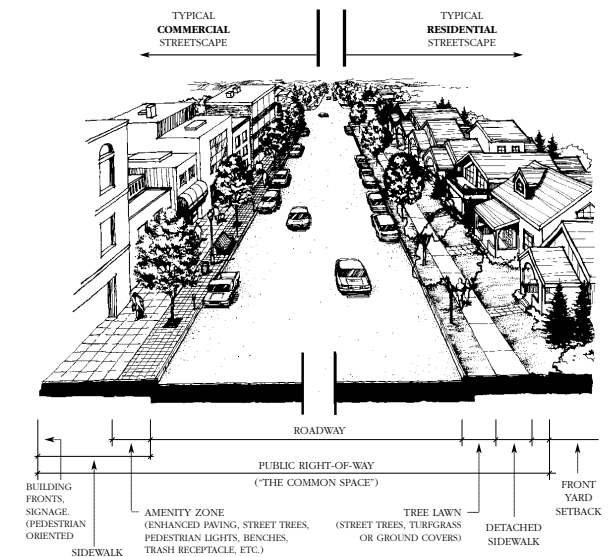 TYPICAL
COMMERCIAL
STREETSCAPE
TYPICAL
RESIDENTIAL
STREETSCAPE
ROADWAY
PUBLIC RIGHT-OF-WAY
("THE COMMON SPACE")
BUILDING
FRONTS,
SIGNAGE.
(PEDESTRIAN
ORIENTED
SIDEWALK
AMENITY ZONE
(ENHANCED PAVING, STREET TREES,
PEDESTRIAN LIGHTS, BENCHES,
TRASH RECEPTACLE, ETC.)
TREE LAWN
(STREET TREES, TURFGRASS
OR GROUND COVERS)
DETACHED
SIDEWALK
FRONT
YARD
SETBACK